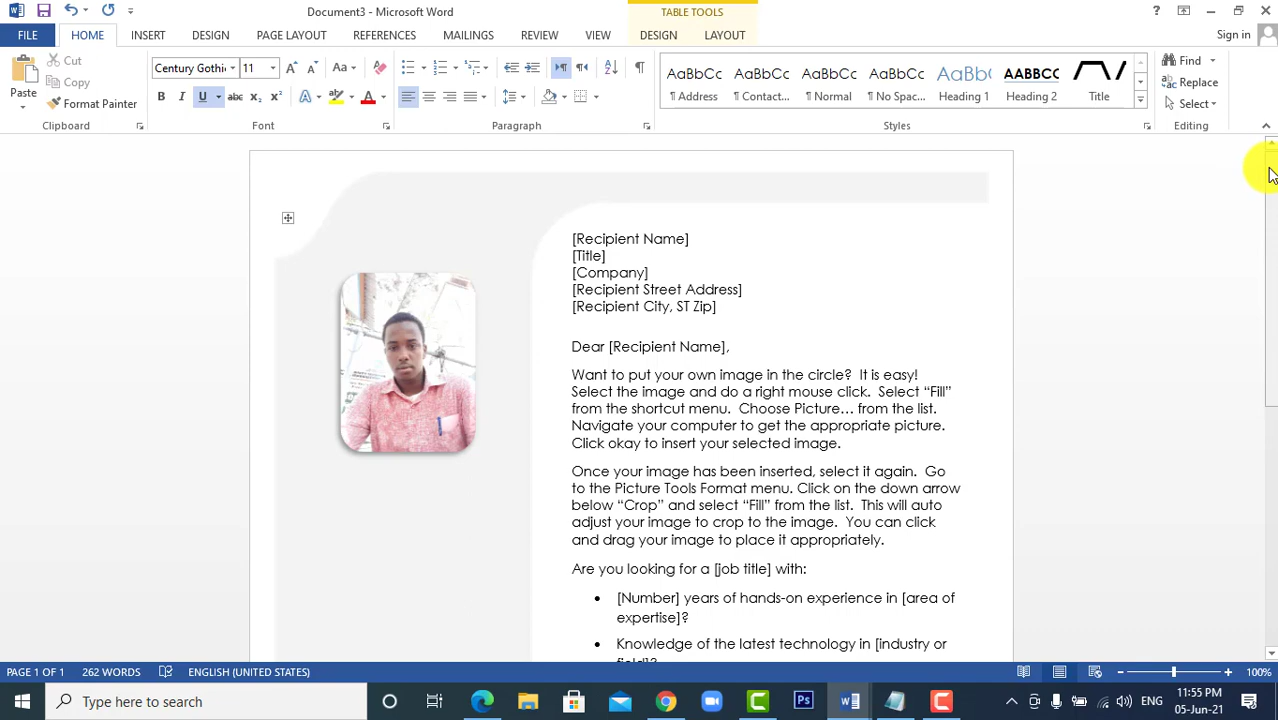 Document3 - Microsoft Word
TABLE TOOLS
FILE HOME INSERT DESIGN PAGE LAYOUT REFERENCES MAILINGS REVIEW VIEW DESIGN LAYOUT Sign in
Paste
Cut
Copy
Format Painter
Clipboard
Century Gothi 11
Font
Paragraph
AaBbCc AaBbCc AaBbCc AaBbCc AaBbC AABBCC
¶ Address ¶ Contact... ¶ Normal ¶ No Spac... Heading 1 Heading 2 Title
Styles
Find
Replace
Select
Editing
[Recipient Name]
[Title]
[Company]
[Recipient Street Address]
[Recipient City, ST Zip]
Dear [Recipient Name],
Want to put your own image in the circle?  It is easy!
Select the image and do a right mouse click.  Select “Fill”
from the shortcut menu.  Choose Picture… from the list.
Navigate your computer to get the appropriate picture.
Click okay to insert your selected image.
Once your image has been inserted, select it again.  Go
to the Picture Tools Format menu. Click on the down arrow
below “Crop” and select “Fill” from the list.  This will auto
adjust your image to crop to the image.  You can click
and drag your image to place it appropriately.
Are you looking for a [job title] with:
• [Number] years of hands-on experience in [area of
expertise]?
• Knowledge of the latest technology in [industry or
field]?
PAGE 1 OF 1 262 WORDS ENGLISH (UNITED STATES) 100%
Type here to search
ENG
11:55 PM
05-Jun-21